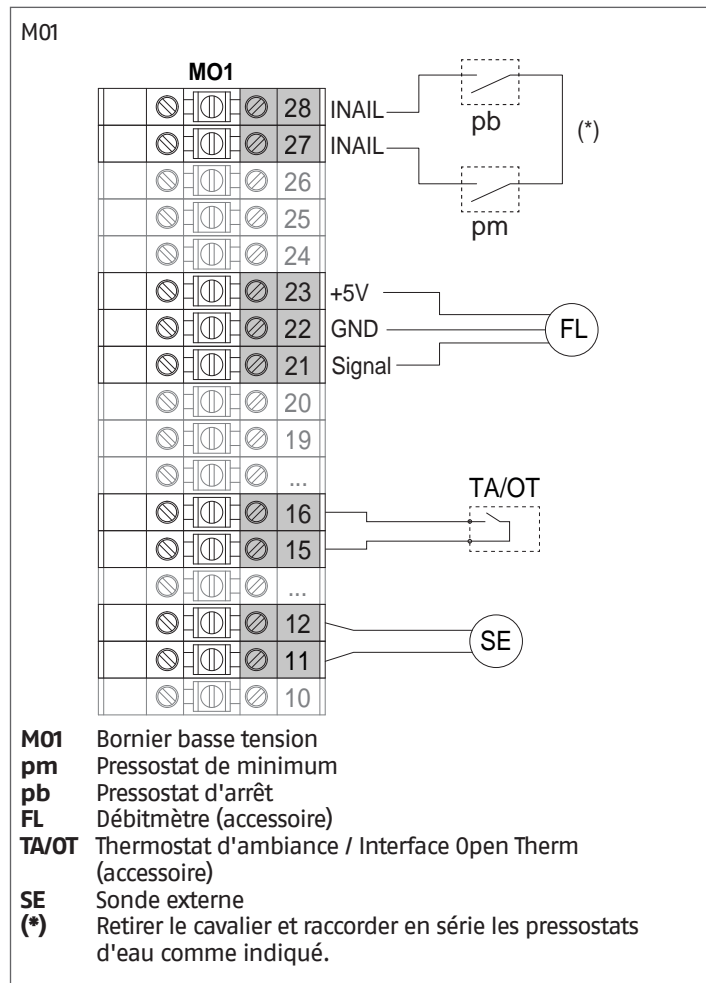 M01
MO1
28 INAIL
pb
(*)
27 INAIL
26
pm
25
24
23 +5V
22 GND
FL
21 Signal
20
19
...
TA/OT
16
15
...
12
SE
11
10
M01 Bornier basse tension
pm Pressostat de minimum
pb Pressostat d'arrêt
FL Débitmètre (accessoire)
TA/OT Thermostat d'ambiance / Interface Open Therm
(accessoire)
SE Sonde externe
(*) Retirer le cavalier et raccorder en série les pressostats
d'eau comme indiqué.